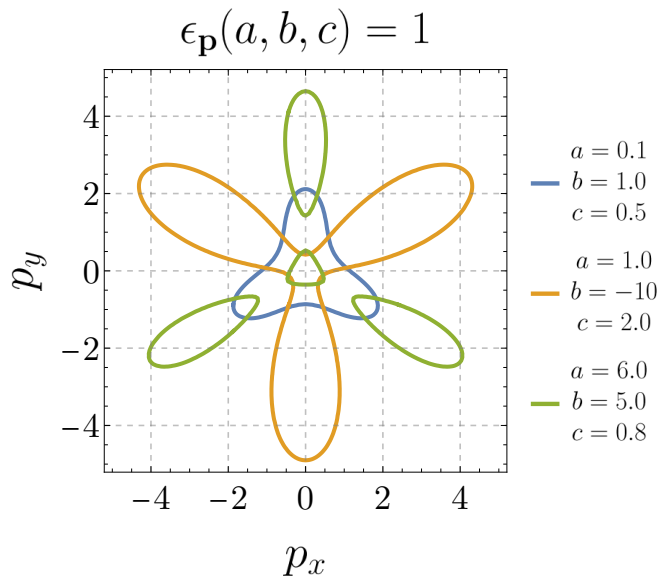 ϵ_𝐩(a, b, c) = 1
4
2
0
−2
−4
p_y
−4 −2 0 2 4
p_x
a = 0.1
b = 1.0
c = 0.5
a = 1.0
b = −10
c = 2.0
a = 6.0
b = 5.0
c = 0.8